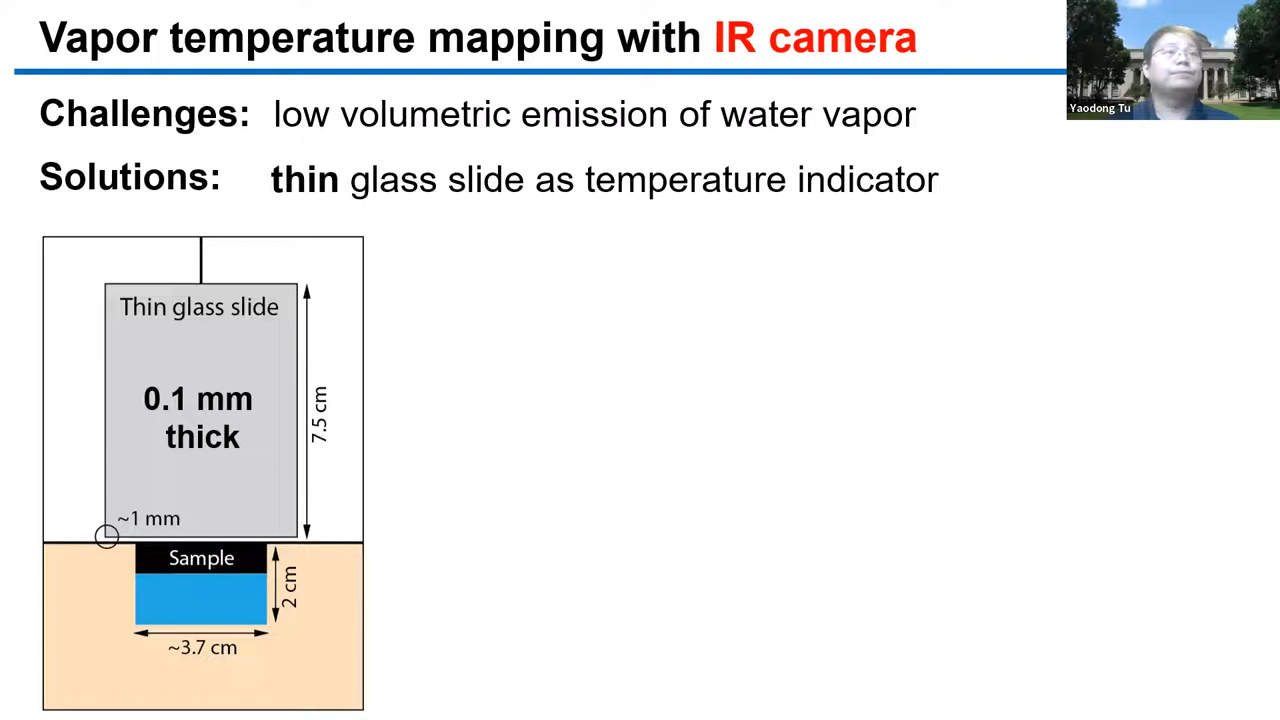 Vapor temperature mapping with IR camera
Yaodong Tu
Challenges: low volumetric emission of water vapor
Solutions: thin glass slide as temperature indicator
Thin glass slide
0.1 mm
thick
7.5 cm
~1 mm
Sample
2 cm
~3.7 cm